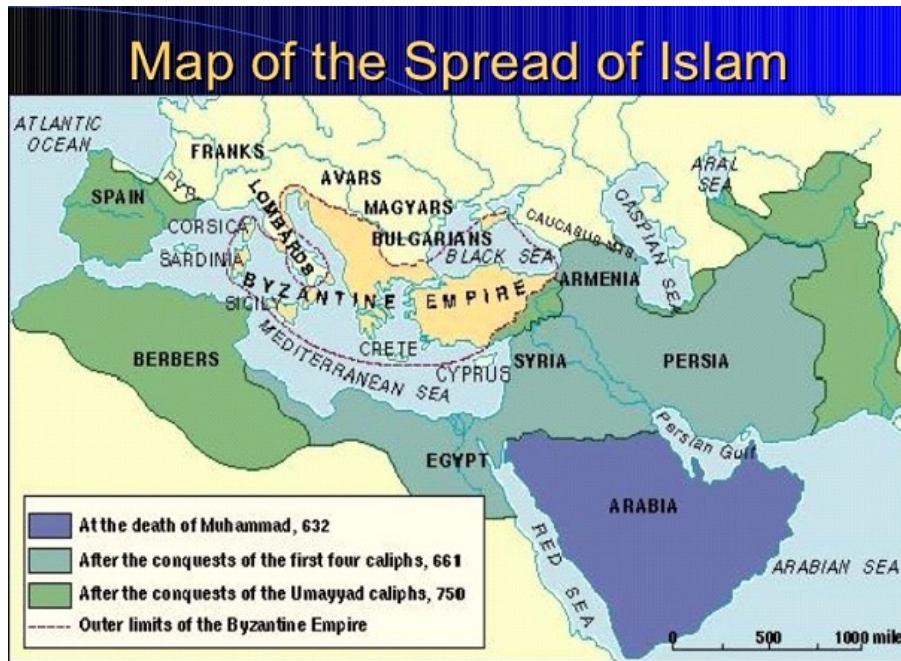 Map of the Spread of Islam
ATLANTIC
OCEAN
FRANKS
AVARS
ARAL
SEA
SPAIN
PYR.
LOMBARDS
MAGYARS
CASPIAN SEA
CORSICA
BULGARIANS
CAUCASUS Mts.
SARDINIA
BLACK SEA
ARMENIA
BYZANTINE EMPIRE
SICILY
BERBERS
MEDITERRANEAN SEA
CRETE
CYPRUS
SYRIA
PERSIA
Persian Gulf
EGYPT
ARABIA
RED SEA
ARABIAN SEA
At the death of Muhammad, 632
After the conquests of the first four caliphs, 661
After the conquests of the Umayyad caliphs, 750
Outer limits of the Byzantine Empire
0 500 1000 mile